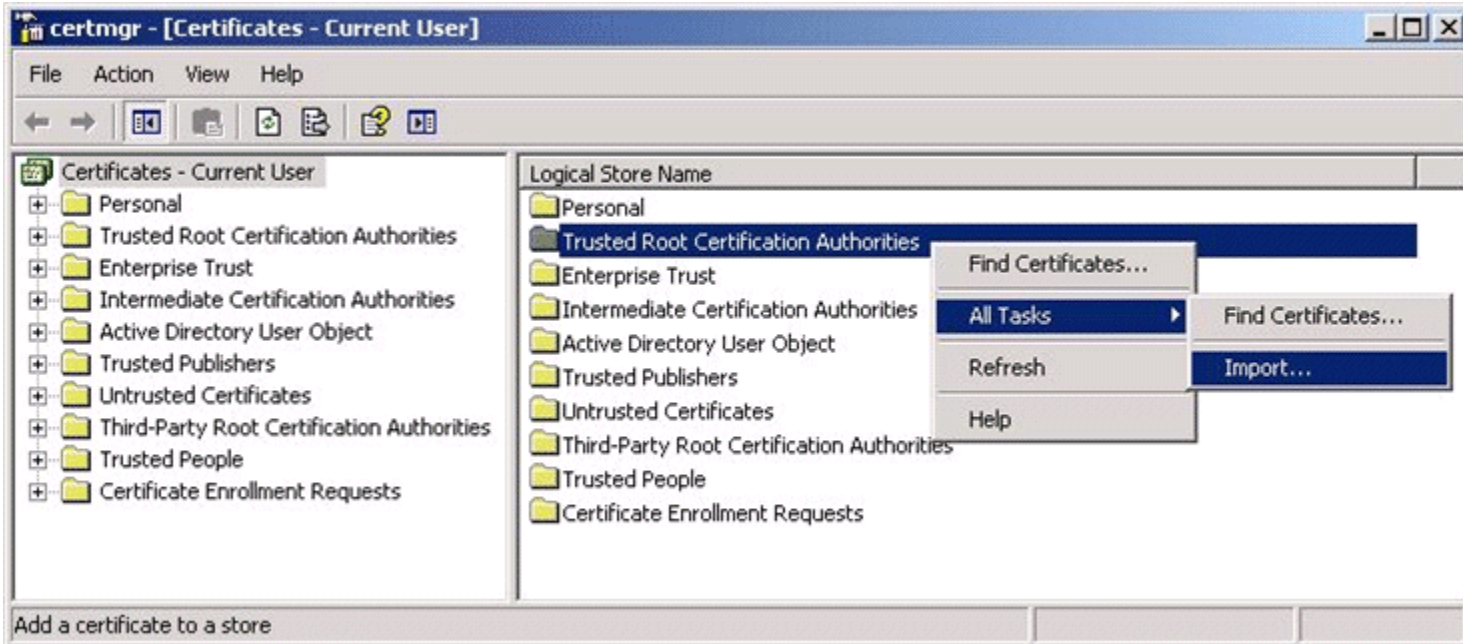 certmgr - [Certificates - Current User]
File Action View Help
Certificates - Current User
Personal
Trusted Root Certification Authorities
Enterprise Trust
Intermediate Certification Authorities
Active Directory User Object
Trusted Publishers
Untrusted Certificates
Third-Party Root Certification Authorities
Trusted People
Certificate Enrollment Requests
Logical Store Name
Personal
Trusted Root Certification Authorities
Enterprise Trust
Intermediate Certification Authorities
Active Directory User Object
Trusted Publishers
Untrusted Certificates
Third-Party Root Certification Authorities
Trusted People
Certificate Enrollment Requests
Find Certificates...
All Tasks
Refresh
Help
Find Certificates...
Import...
Add a certificate to a store